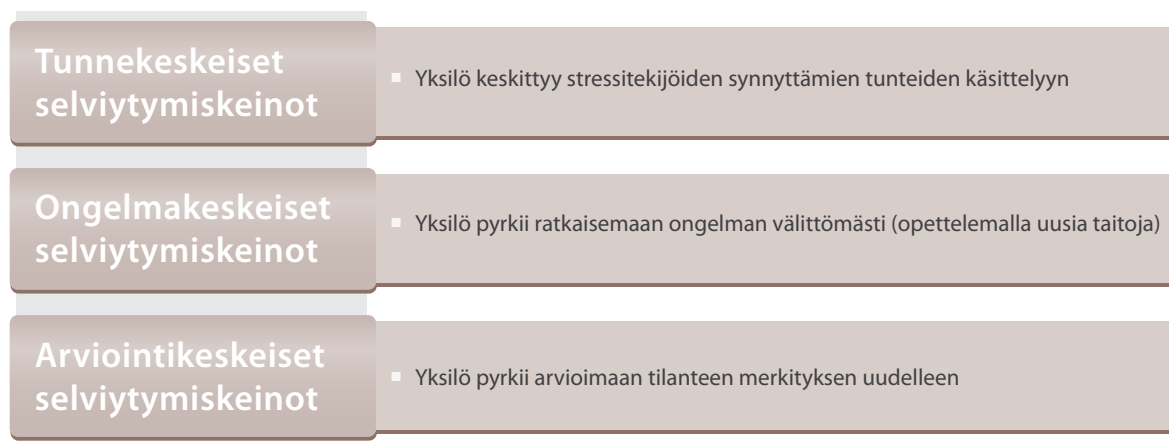 Tunnekeskeiset
selviytymiskeinot
▪ Yksilö keskittyy stressitekijöiden synnyttämien tunteiden käsittelyyn
Ongelmakeskeiset
selviytymiskeinot
▪ Yksilö pyrkii ratkaisemaan ongelman välittömästi (opettelemalla uusia taitoja)
Arviointikeskeiset
selviytymiskeinot
▪ Yksilö pyrkii arvioimaan tilanteen merkityksen uudelleen